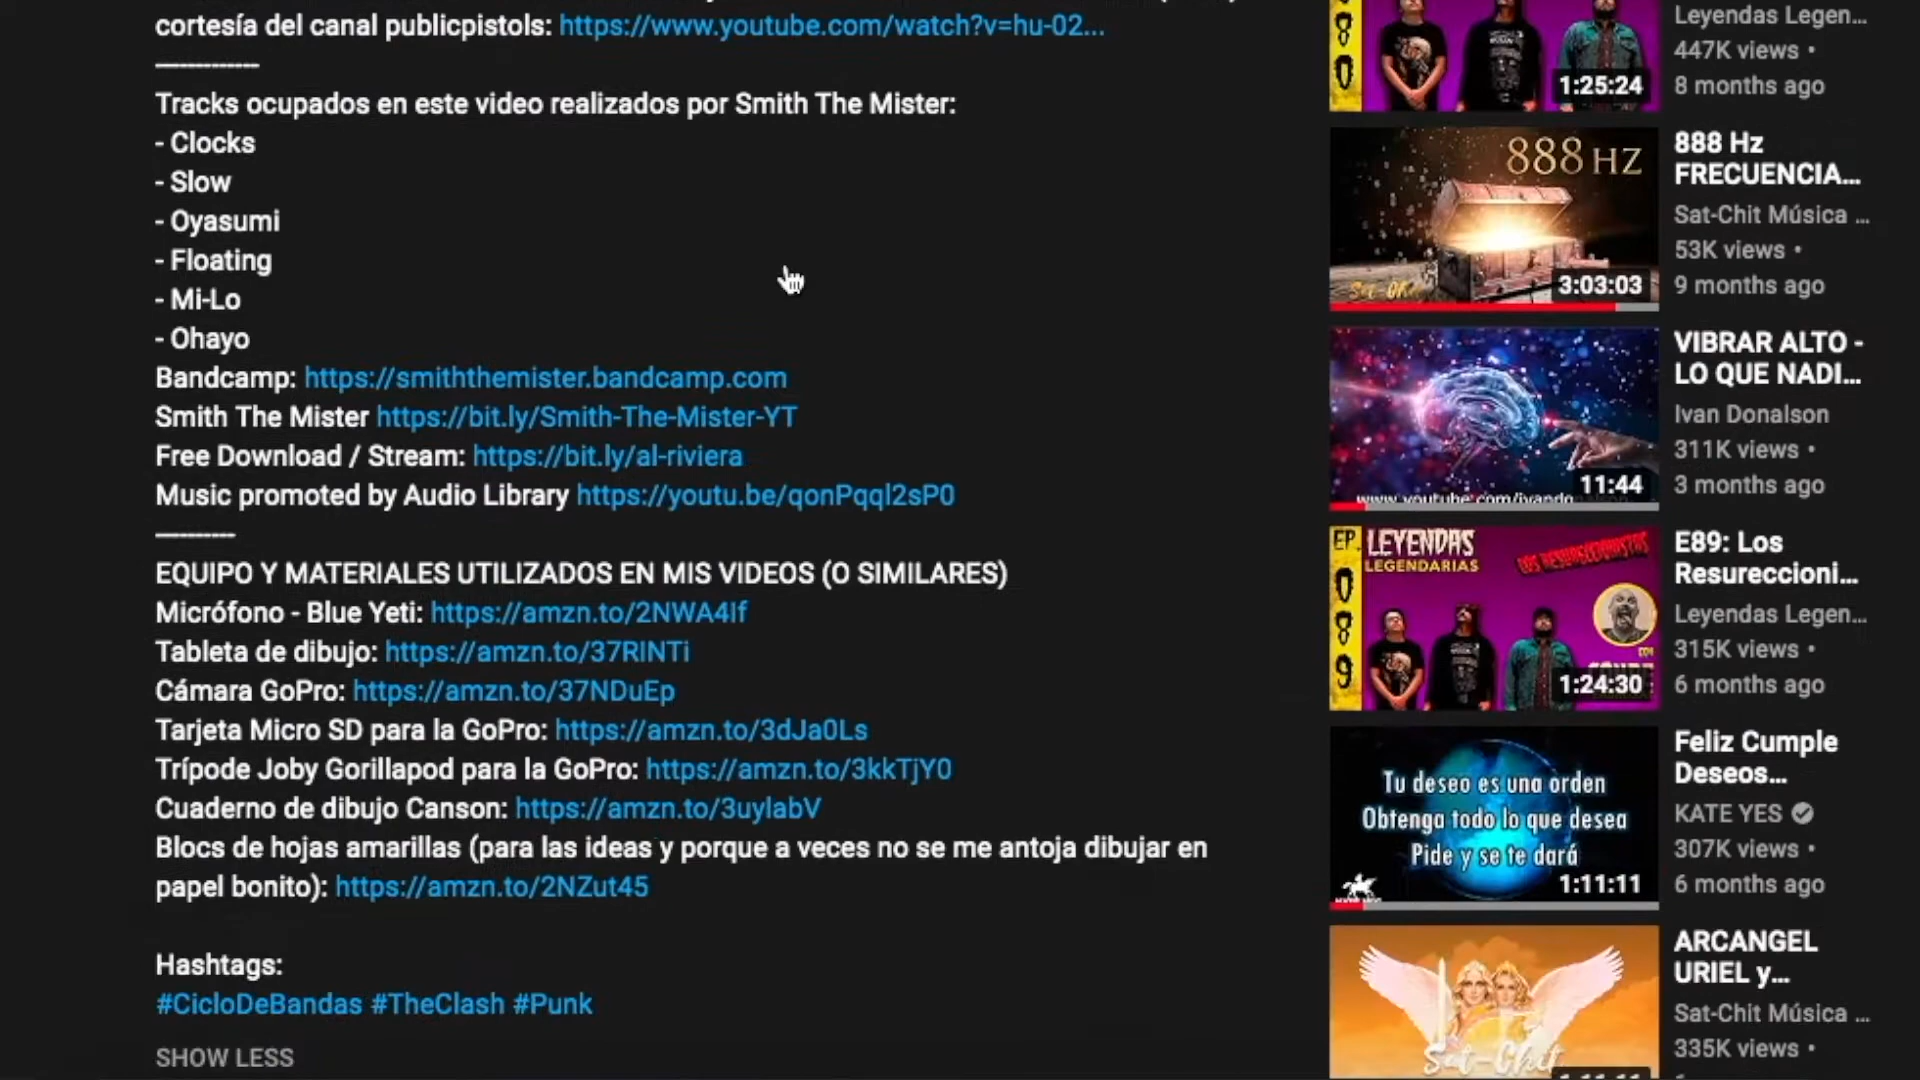 cortesía del canal publicpistols: https://www.youtube.com/watch?v=hu-02...
-------------
Tracks ocupados en este video realizados por Smith The Mister:
- Clocks
- Slow
- Oyasumi
- Floating
- Mi-Lo
- Ohayo
Bandcamp: https://smiththemister.bandcamp.com
Smith The Mister https://bit.ly/Smith-The-Mister-YT
Free Download / Stream: https://bit.ly/al-riviera
Music promoted by Audio Library https://youtu.be/qonPqql2sP0
----------
EQUIPO Y MATERIALES UTILIZADOS EN MIS VIDEOS (O SIMILARES)
Micrófono - Blue Yeti: https://amzn.to/2NWA4If
Tableta de dibujo: https://amzn.to/37RINTi
Cámara GoPro: https://amzn.to/37NDuEp
Tarjeta Micro SD para la GoPro: https://amzn.to/3dJa0Ls
Trípode Joby Gorillapod para la GoPro: https://amzn.to/3kkTjY0
Cuaderno de dibujo Canson: https://amzn.to/3uylabV
Blocs de hojas amarillas (para las ideas y porque a veces no se me antoja dibujar en
papel bonito): https://amzn.to/2NZut45
Hashtags:
#CicloDeBandas #TheClash #Punk
SHOW LESS
80
1:25:24
Leyendas Legen...
447K views •
8 months ago
888 HZ
Sat-Chit
3:03:03
888 Hz
FRECUENCIA...
Sat-Chit Música ...
53K views •
9 months ago
11:44
VIBRAR ALTO -
LO QUE NADI...
Ivan Donalson
311K views •
3 months ago
EP.
089
LEYENDAS
LEGENDARIAS
LOS RESURECCIONISTAS
CON
1:24:30
E89: Los
Resureccioni...
Leyendas Legen...
315K views •
6 months ago
Tu deseo es una orden
Obtenga todo lo que desea
Pide y se te dará
1:11:11
Feliz Cumple
Deseos...
KATE YES
307K views •
6 months ago
Sat-Chit
ARCANGEL
URIEL y...
Sat-Chit Música ...
335K views •